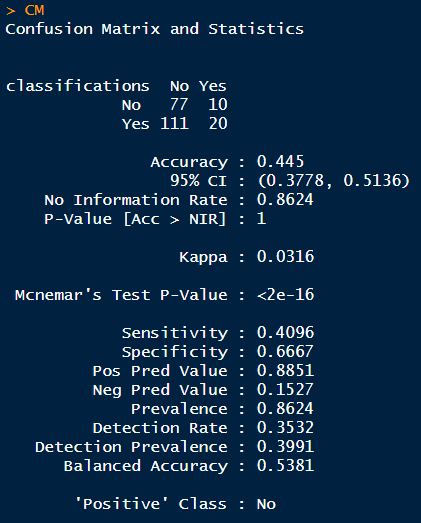 > CM
Confusion Matrix and Statistics
classifications No Yes
No 77 10
Yes 111 20
Accuracy : 0.445
95% CI : (0.3778, 0.5136)
No Information Rate : 0.8624
P-Value [Acc > NIR] : 1
Kappa : 0.0316
Mcnemar's Test P-Value : <2e-16
Sensitivity : 0.4096
Specificity : 0.6667
Pos Pred Value : 0.8851
Neg Pred Value : 0.1527
Prevalence : 0.8624
Detection Rate : 0.3532
Detection Prevalence : 0.3991
Balanced Accuracy : 0.5381
'Positive' Class : No